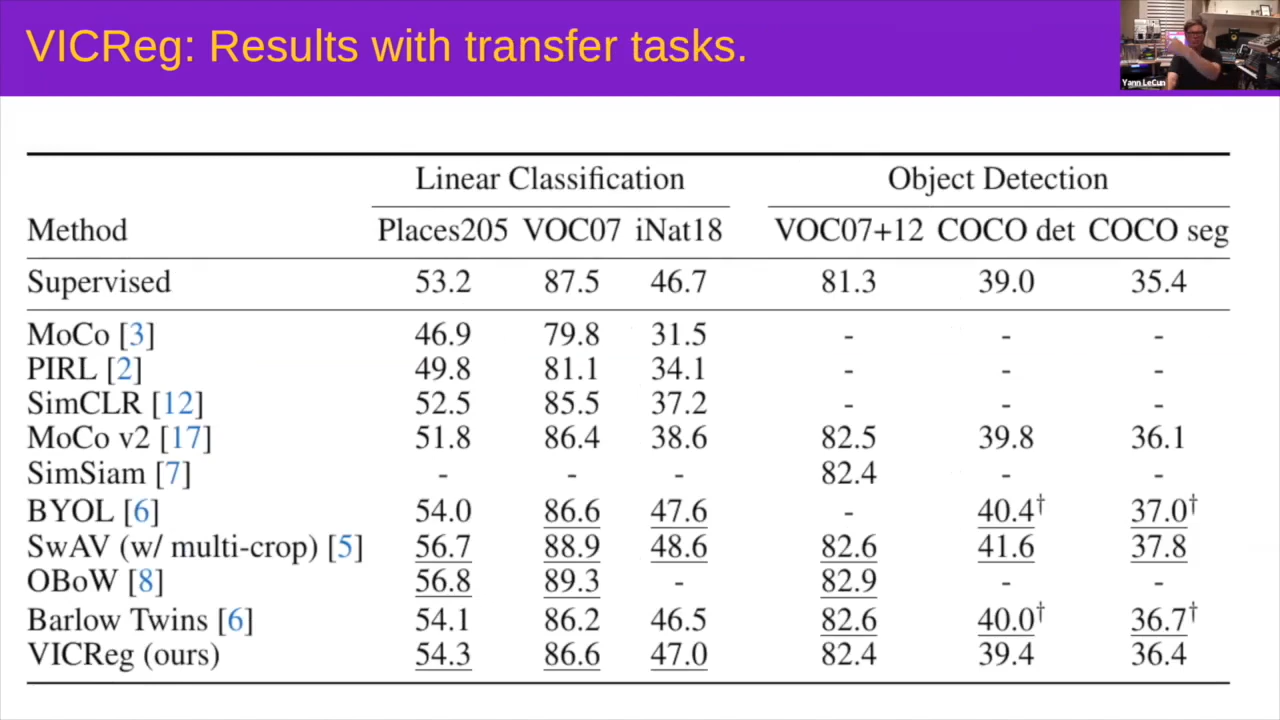 VICReg: Results with transfer tasks.
Yann LeCun
Linear Classification Object Detection
Method Places205 VOC07 iNat18 VOC07+12 COCO det COCO seg
Supervised 53.2 87.5 46.7 81.3 39.0 35.4
MoCo [3] 46.9 79.8 31.5 - - -
PIRL [2] 49.8 81.1 34.1 - - -
SimCLR [12] 52.5 85.5 37.2 - - -
MoCo v2 [17] 51.8 86.4 38.6 82.5 39.8 36.1
SimSiam [7] - - - 82.4 - -
BYOL [6] 54.0 86.6 47.6 - 40.4† 37.0†
SwAV (w/ multi-crop) [5] 56.7 88.9 48.6 82.6 41.6 37.8
OBoW [8] 56.8 89.3 - 82.9 - -
Barlow Twins [6] 54.1 86.2 46.5 82.6 40.0† 36.7†
VICReg (ours) 54.3 86.6 47.0 82.4 39.4 36.4